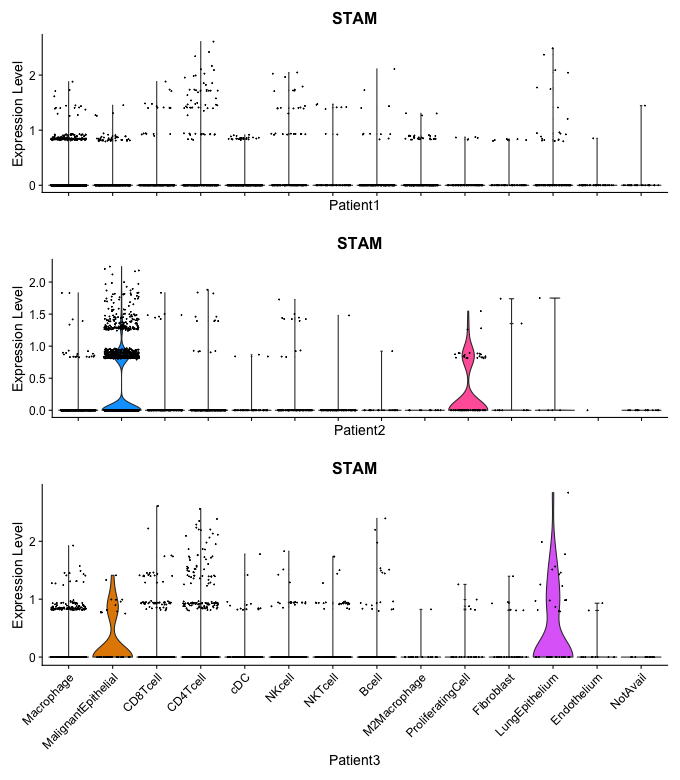 STAM
Expression Level
2
1
0
Patient1
STAM
Expression Level
2.0
1.5
1.0
0.5
0.0
Patient2
STAM
Expression Level
2
1
0
Macrophage
MalignantEpithelial
CD8Tcell
CD4Tcell
cDC
NKcell
NKTcell
Bcell
M2Macrophage
ProliferatingCell
Fibroblast
LungEpithelium
Endothelium
NotAvail
Patient3